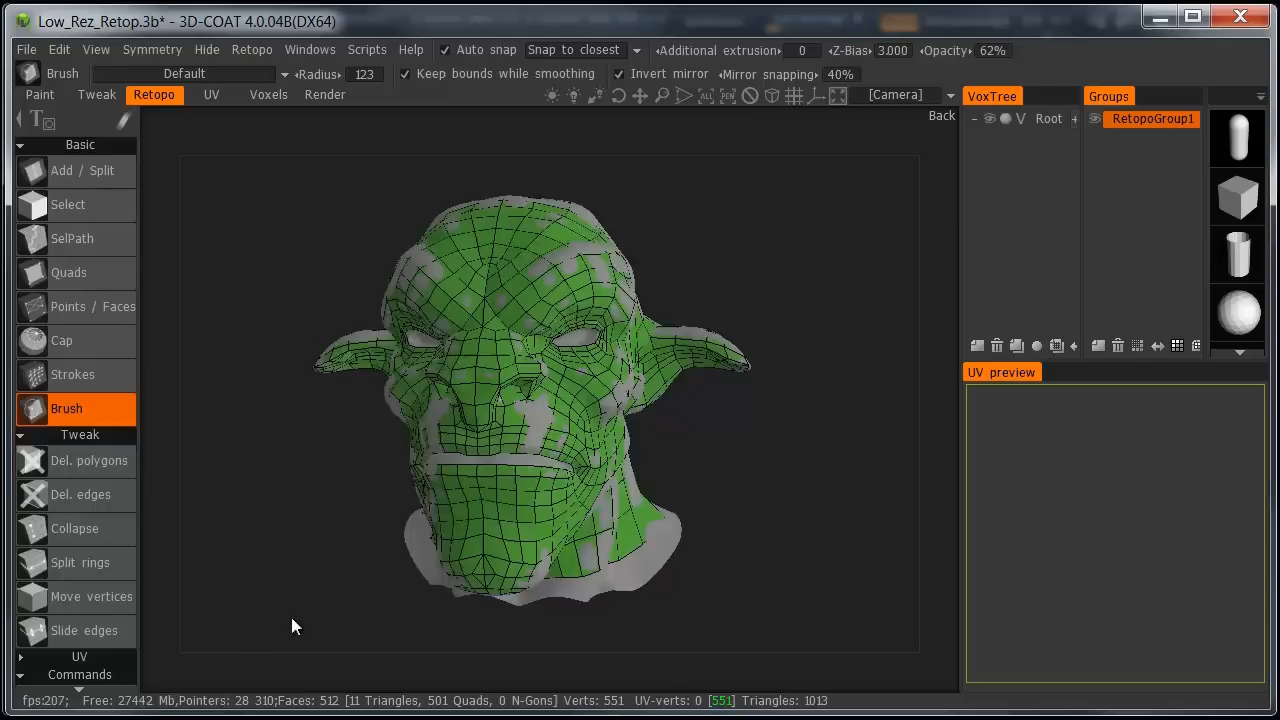 Low_Rez_Retop.3b* - 3D-COAT 4.0.04B(DX64)
File Edit View Symmetry Hide Retopo Windows Scripts Help Auto snap Snap to closest Additional extrusion 0 Z-Bias 3.000 Opacity 62%
Brush Default Radius 123 Keep bounds while smoothing Invert mirror Mirror snapping 40%
Paint Tweak Retopo UV Voxels Render ALL PEN [Camera] VoxTree Groups
T Back
V Root RetopoGroup1
Basic
Add / Split
Select
SelPath
Quads
Points / Faces
Cap
Strokes
UV preview
Brush
Tweak
Del. polygons
Del. edges
Collapse
Split rings
Move vertices
Slide edges
UV
Commands
fps:207; Free: 27442 Mb,Pointers: 28 310;Faces: 512 [11 Triangles, 501 Quads, 0 N-Gons] Verts: 551 UV-verts: 0 [551] Triangles: 1013